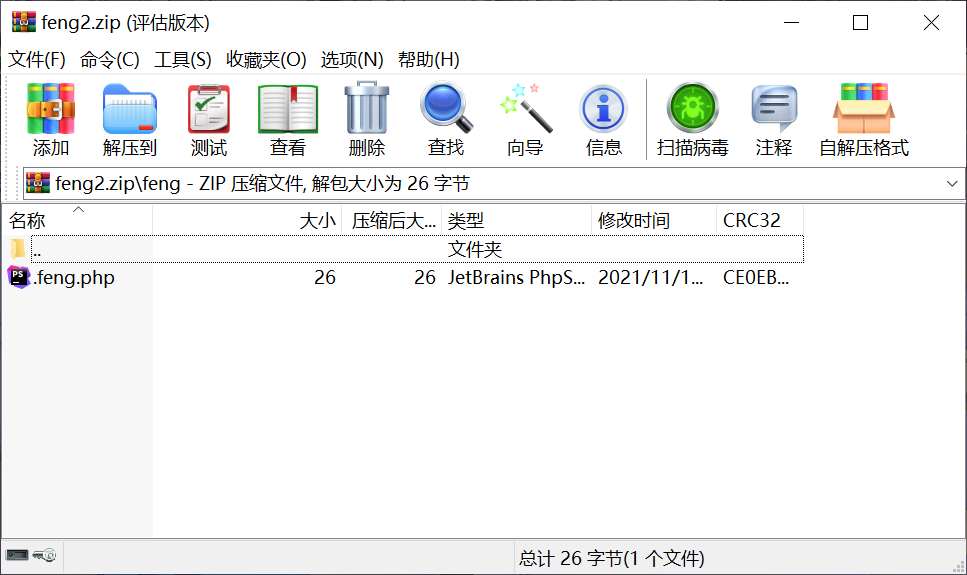 feng2.zip (评估版本)
文件(F) 命令(C) 工具(S) 收藏夹(O) 选项(N) 帮助(H)
添加 解压到 测试 查看 删除 查找 向导 信息 扫描病毒 注释 自解压格式
feng2.zip\feng - ZIP 压缩文件, 解包大小为 26 字节
名称 大小 压缩后大... 类型 修改时间 CRC32
.. 文件夹
PS .feng.php 26 26 JetBrains PhpS... 2021/11/1... CE0EB...
总计 26 字节(1 个文件)